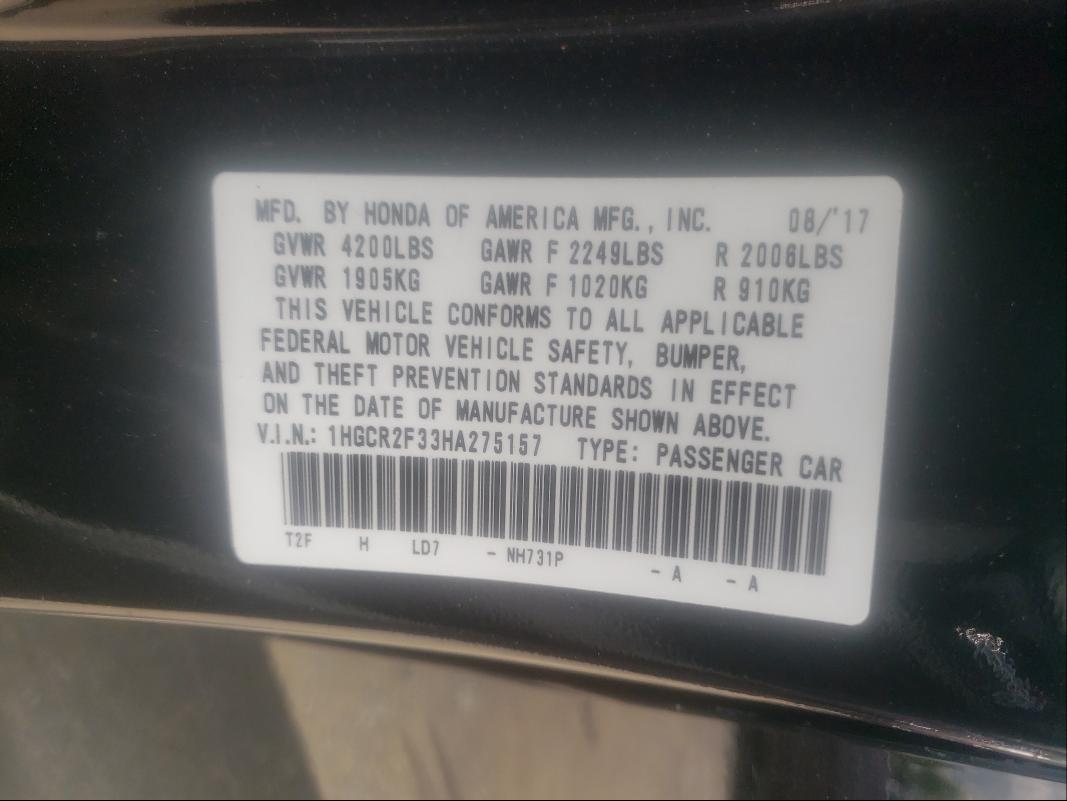 MFD. BY HONDA OF AMERICA MFG., INC. 08/'17
GVWR 4200LBS GAWR F 2249LBS R 2006LBS
GVWR 1905KG GAWR F 1020KG R 910KG
THIS VEHICLE CONFORMS TO ALL APPLICABLE
FEDERAL MOTOR VEHICLE SAFETY, BUMPER,
AND THEFT PREVENTION STANDARDS IN EFFECT
ON THE DATE OF MANUFACTURE SHOWN ABOVE.
V.I.N.: 1HGCR2F33HA275157 TYPE: PASSENGER CAR
T2F H LD7 - NH731P - A - A